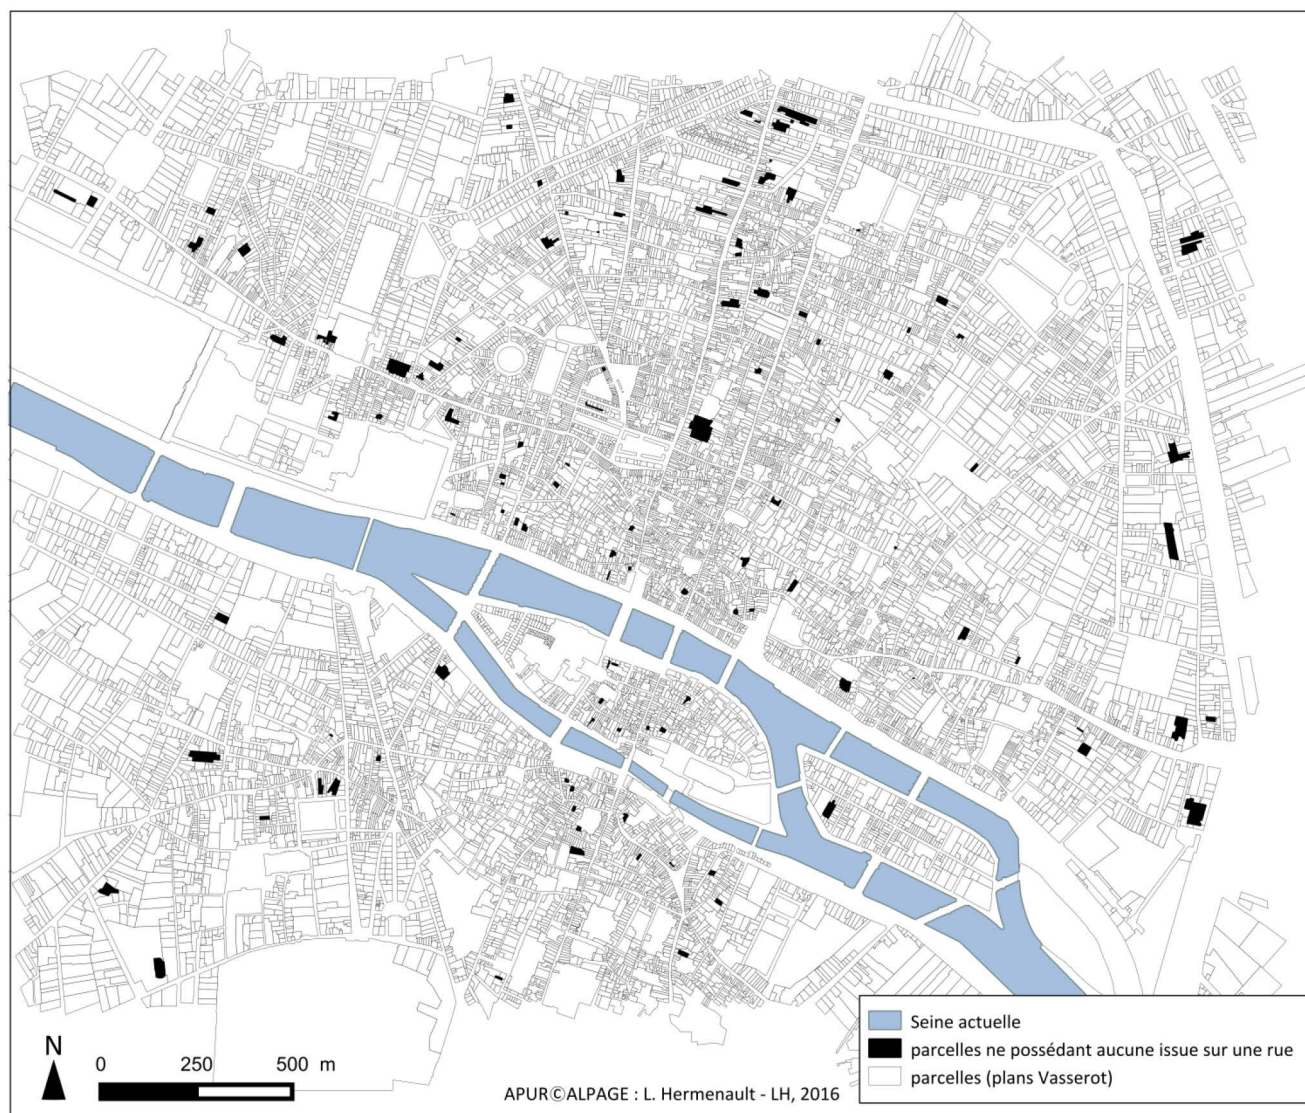 Seine actuelle
parcelles ne possédant aucune issue sur une rue
parcelles (plans Vasserot)
N
0 250 500 m
APUR©ALPAGE : L. Hermenault - LH, 2016